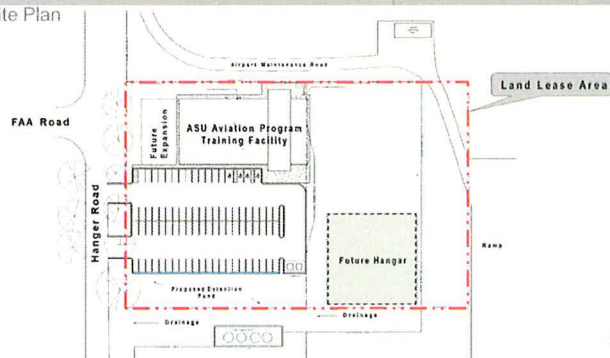 ite Plan
Airport Maintenance Road
Land Lease Area
FAA Road
Future
Expansion
ASU Aviation Program
Training Facility
Hanger Road
Future Hangar
Ramp
Proposed Detention
Pond
Drainage
Drainage